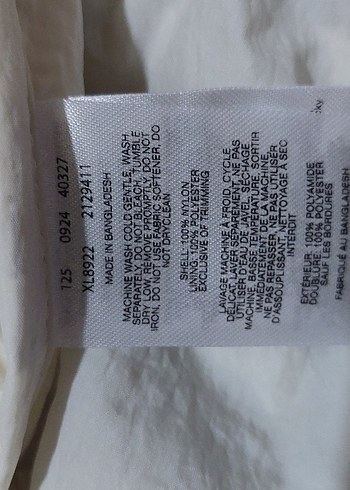 125 0924 40327
XL8922 2129411
MADE IN BANGLADESH
MACHINE WASH COLD GENTLE, WASH
SEPARATELY, DO NOT BLEACH, TUMBLE
DRY LOW, REMOVE PROMPTLY, DO NOT
IRON, DO NOT USE FABRIC SOFTENER, DO
NOT DRYCLEAN
SHELL: 100% NYLON
LINING: 100% POLYESTER
EXCLUSIVE OF TRIMMING
LAVAGE MACHINE À FROID CYCLE
DÉLICAT, LAVER SÉPARÉMENT, NE PAS
UTILISER D'EAU DE JAVEL, SÉCHAGE
MACHINE, BASSE TEMPÉRATURE, SORTIR
IMMÉDIATEMENT DE LA MACHINE,
NE PAS REPASSER, NE PAS UTILISER
D'ASSOUPLISSANT, NETTOYAGE À SEC
INTERDIT
EXTÉRIEUR: 100% POLYAMIDE
DOUBLURE: 100% POLYESTER
SAUF LES BORDURES
FABRIQUÉ AU BANGLADESH